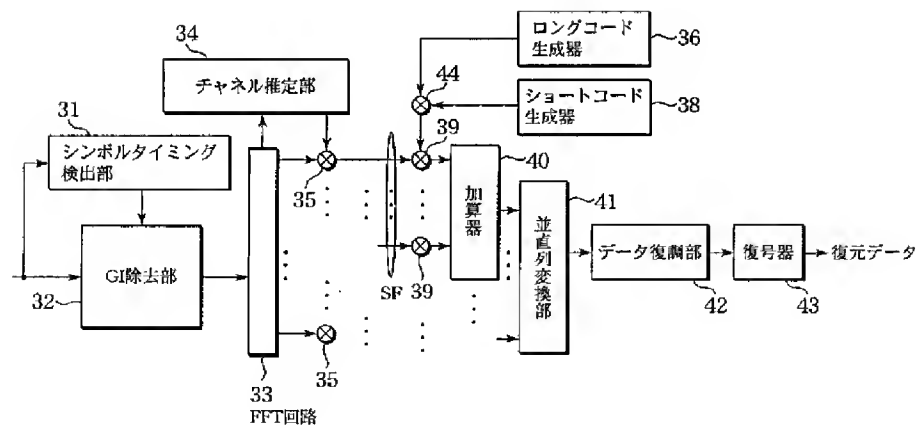 34
チャネル推定部
ロングコード
生成器
36
44
ショートコード
生成器
38
31
シンボルタイミング
検出部
39
40
35
加算器
41
並直列変換部
GI除去部
32
データ復調部
42
復号器
43
復元データ
SF
39
35
33
FFT回路